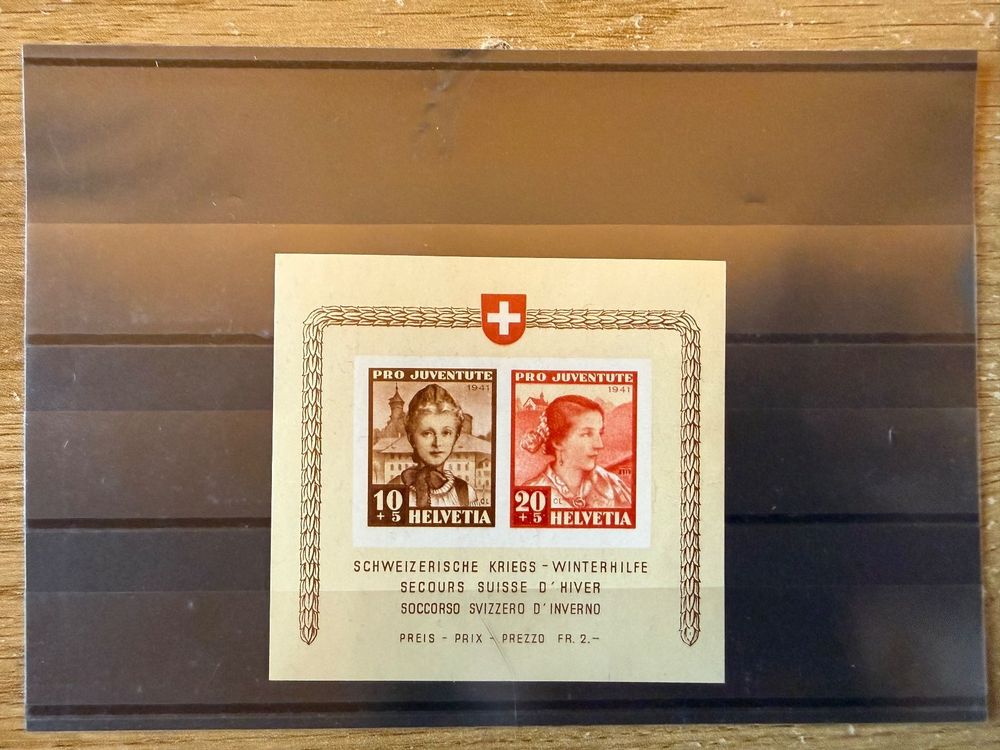 PRO JUVENTUTE
1941
10
+ 5 HELVETIA
PRO JUVENTUTE
1941
20
+ 5 HELVETIA
SCHWEIZERISCHE KRIEGS - WINTERHILFE
SECOURS SUISSE D' HIVER
SOCCORSO SVIZZERO D' INVERNO
PREIS - PRIX - PREZZO FR. 2.–